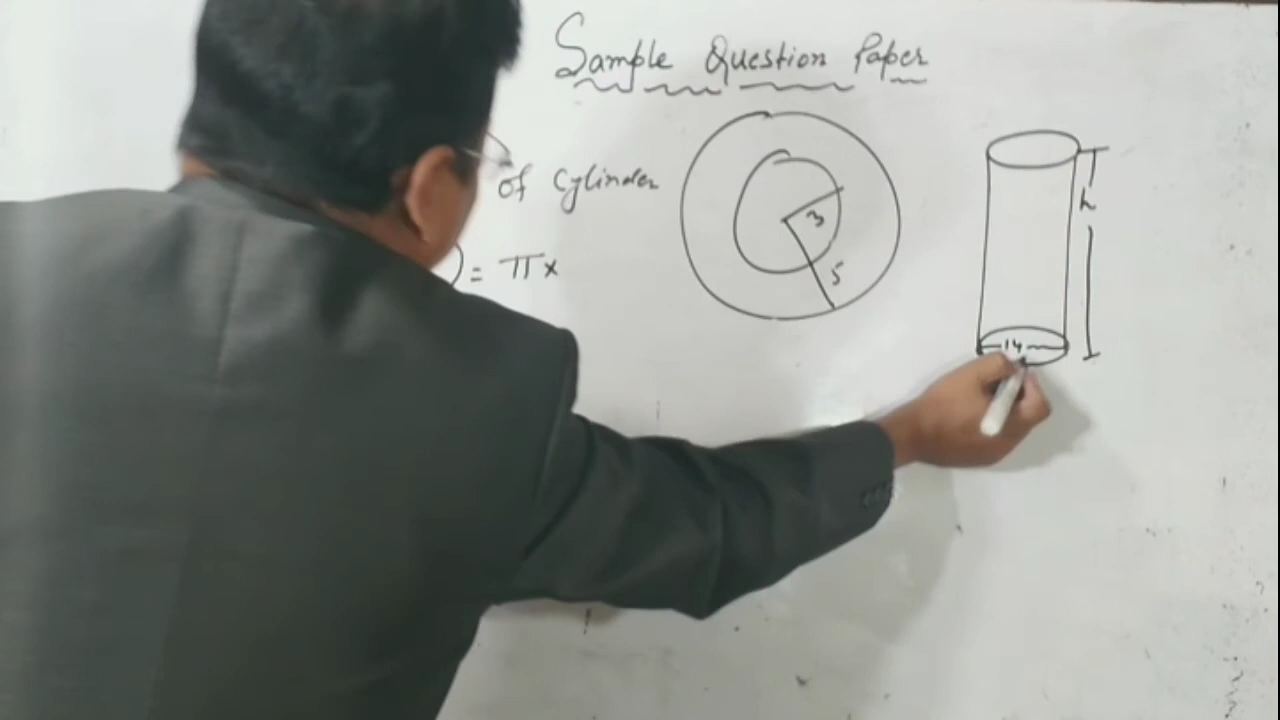 Sample Question Paper
of Cylinder
) = π x
3
5
h
14